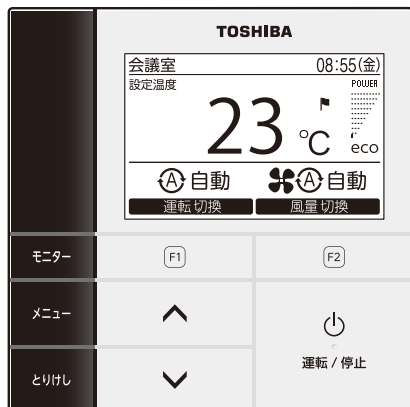 TOSHIBA
会議室 08:55(金)
設定温度 POWER
23 ℃ eco
Ⓐ自動 Ⓐ自動
運転切換 風量切換
モニター F1 F2
メニュー
運転 / 停止
とりけし